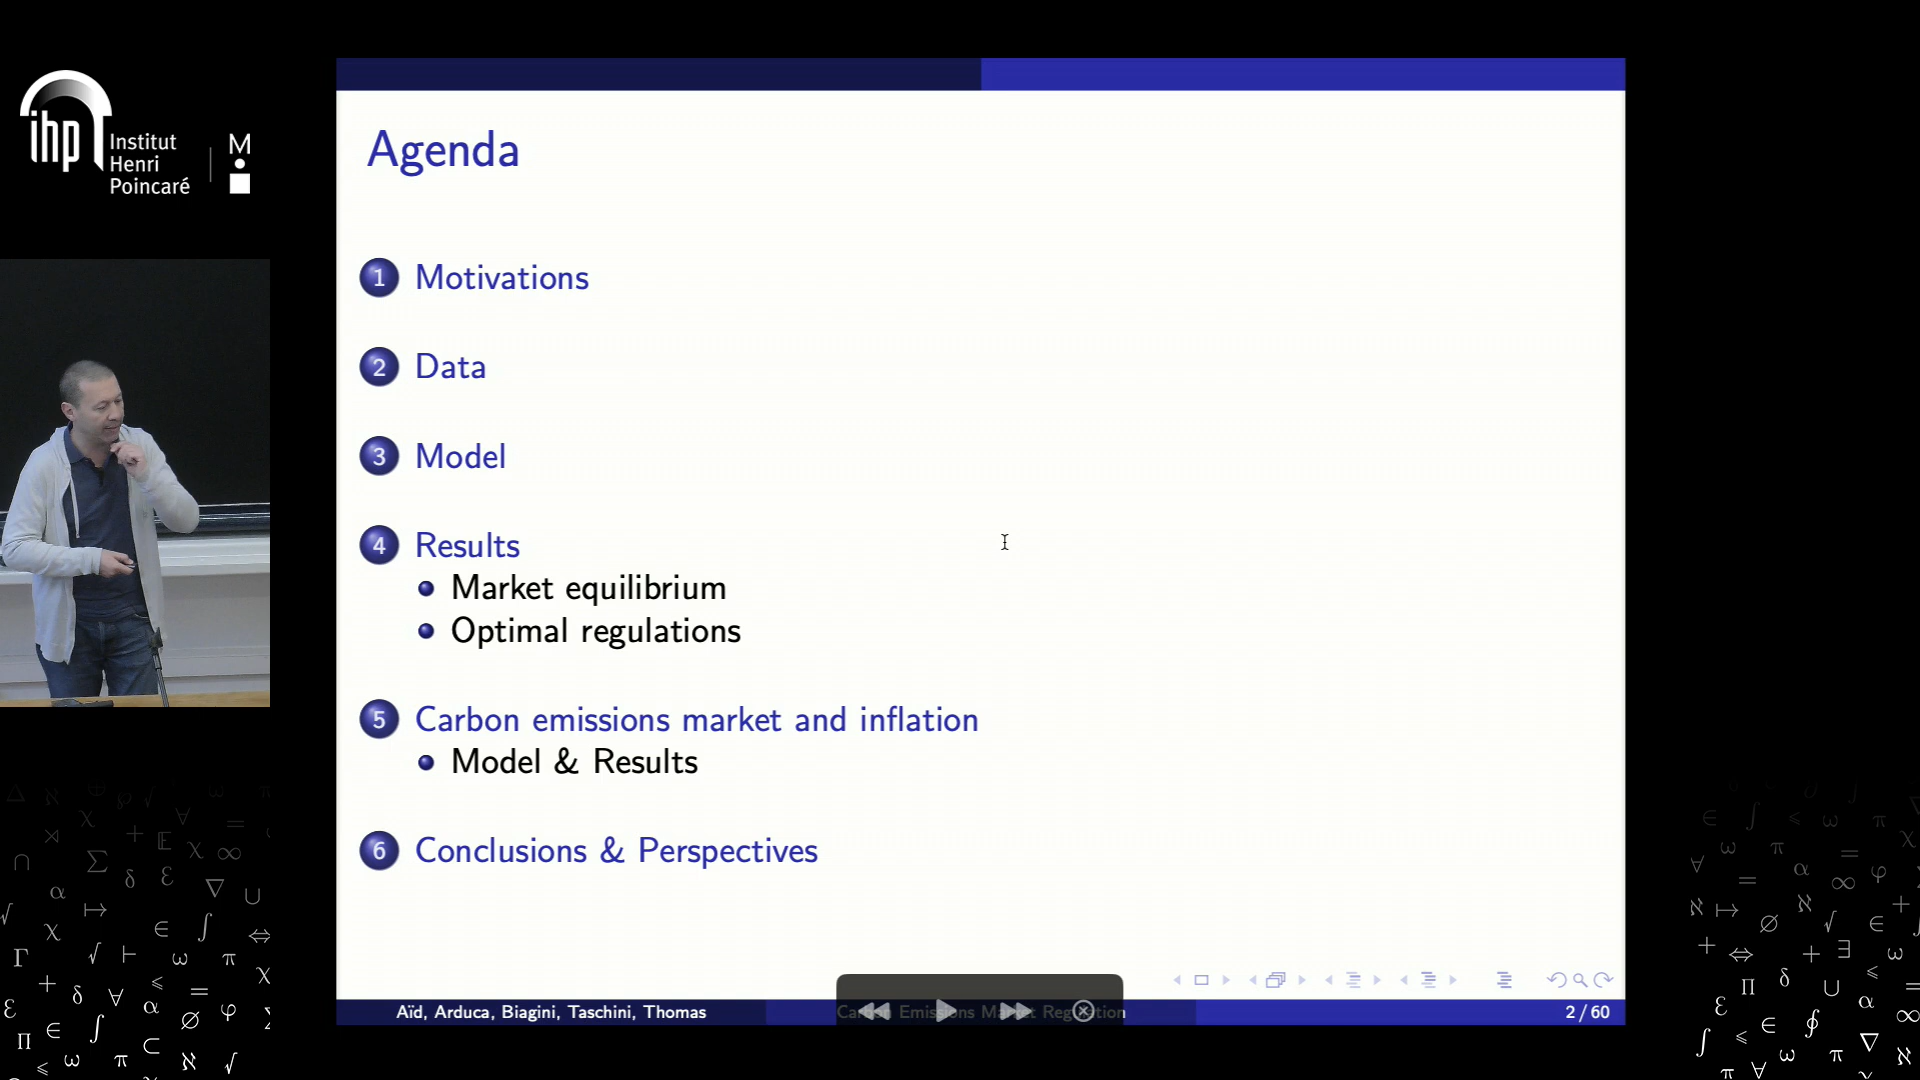 ihp
Institut
Henri
Poincaré
M
Agenda
1 Motivations
2 Data
3 Model
4 Results
Market equilibrium
Optimal regulations
5 Carbon emissions market and inflation
Model & Results
6 Conclusions & Perspectives
Aïd, Arduca, Biagini, Taschini, Thomas
Carbon Emissions Market Regulation
2 / 60